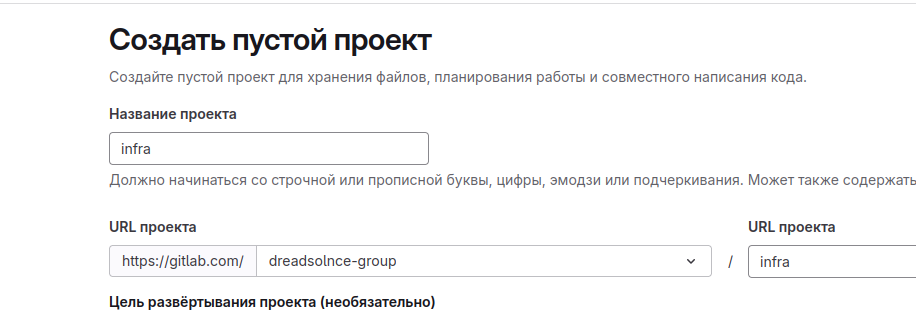 Создать пустой проект
Создайте пустой проект для хранения файлов, планирования работы и совместного написания кода.
Название проекта
infra
Должно начинаться со строчной или прописной буквы, цифры, эмодзи или подчеркивания. Может также содержать
URL проекта URL проекта
https://gitlab.com/ dreadsolnce-group / infra
Цель развёртывания проекта (необязательно)